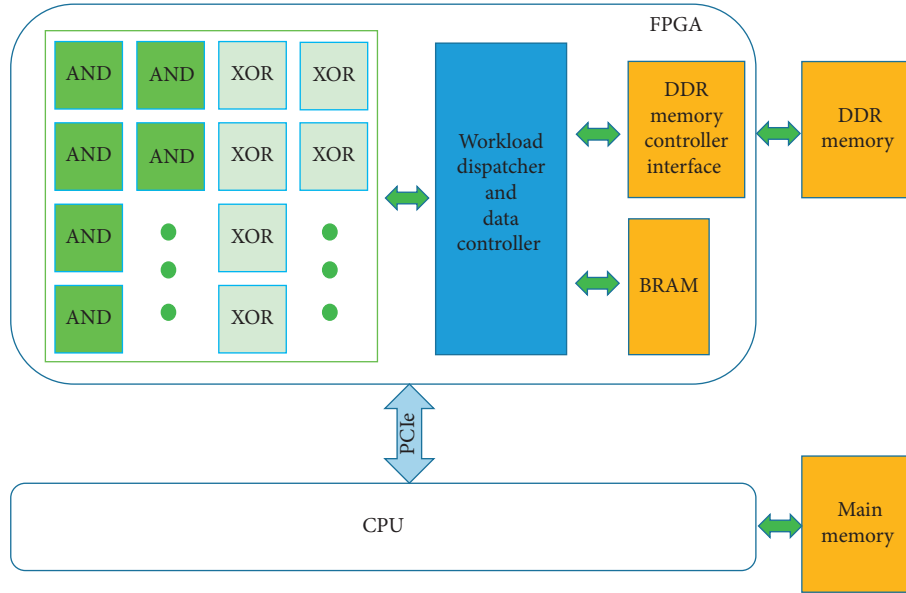 FPGA
AND
AND
XOR
XOR
AND
AND
XOR
XOR
AND
XOR
AND
XOR
Workload
dispatcher
and
data
controller
DDR
memory
controller
interface
BRAM
DDR
memory
PCIe
CPU
Main
memory